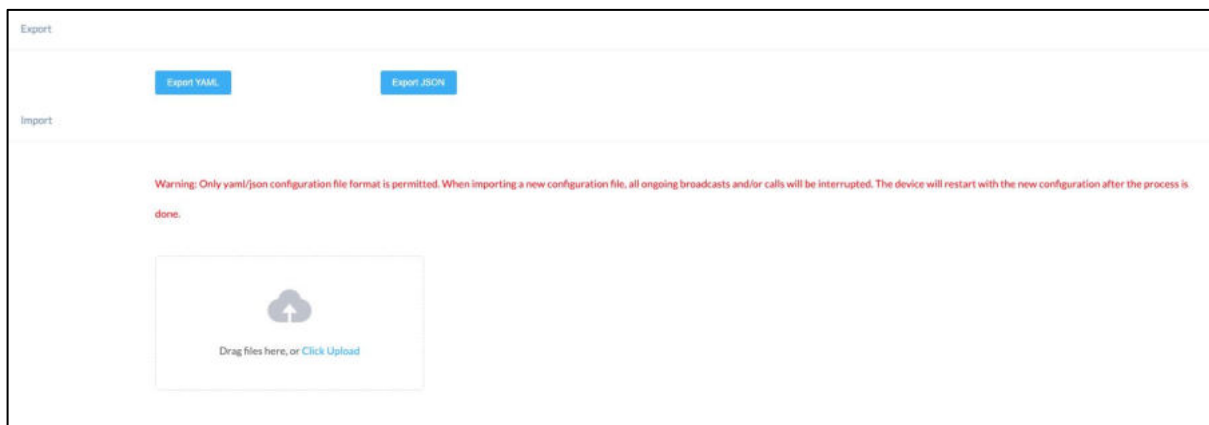 Export
Export YAML Export JSON
Import
Warning: Only yaml/json configuration file format is permitted. When importing a new configuration file, all ongoing broadcasts and/or calls will be interrupted. The device will restart with the new configuration after the process is
done.
Drag files here, or Click Upload